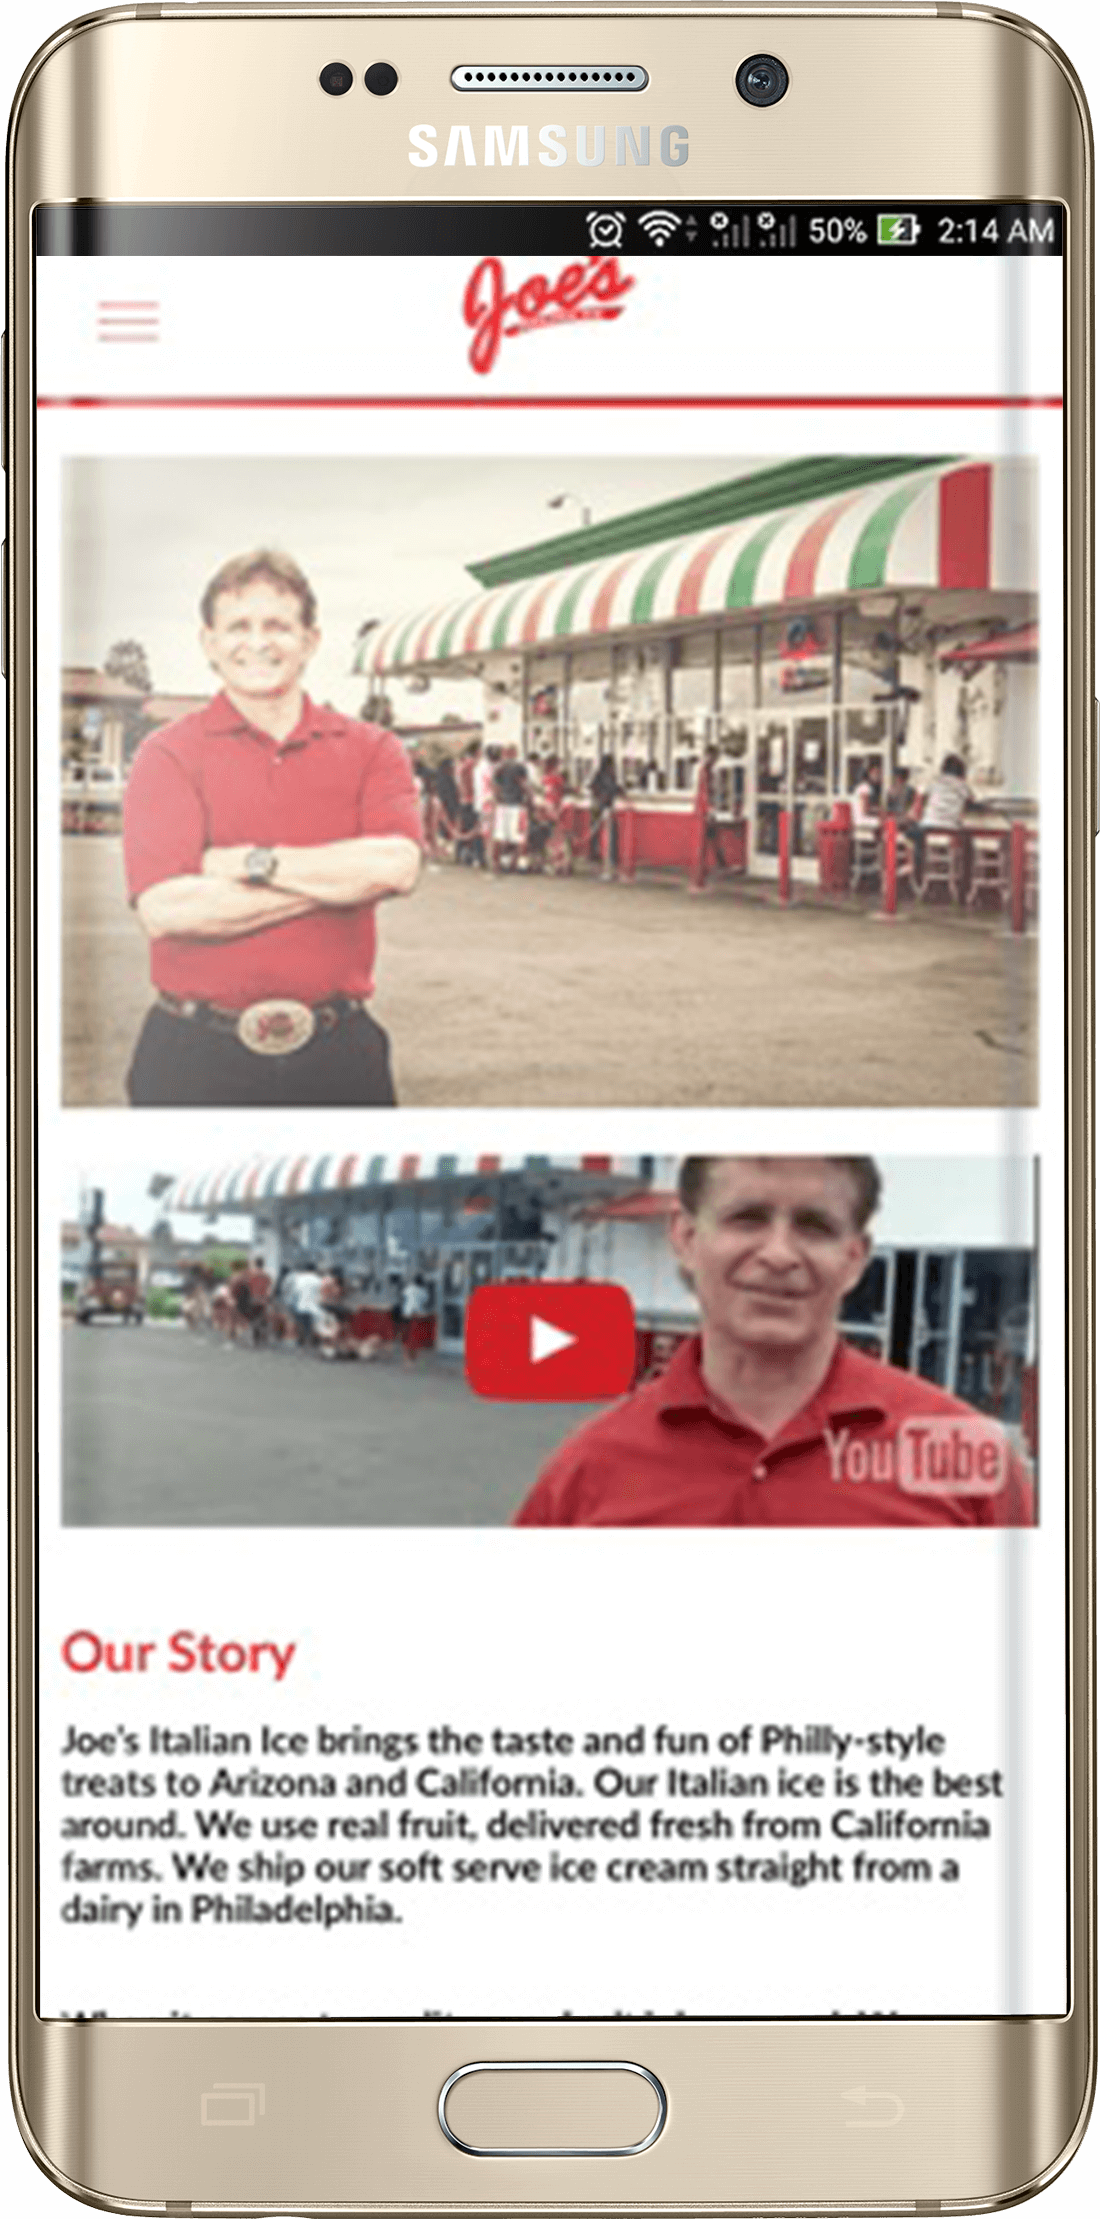 SAMSUNG
50% 2:14 AM
Joe's
YouTube
Our Story
Joe's Italian Ice brings the taste and fun of Philly-style
treats to Arizona and California. Our Italian ice is the best
around. We use real fruit, delivered fresh from California
farms. We ship our soft serve ice cream straight from a
dairy in Philadelphia.